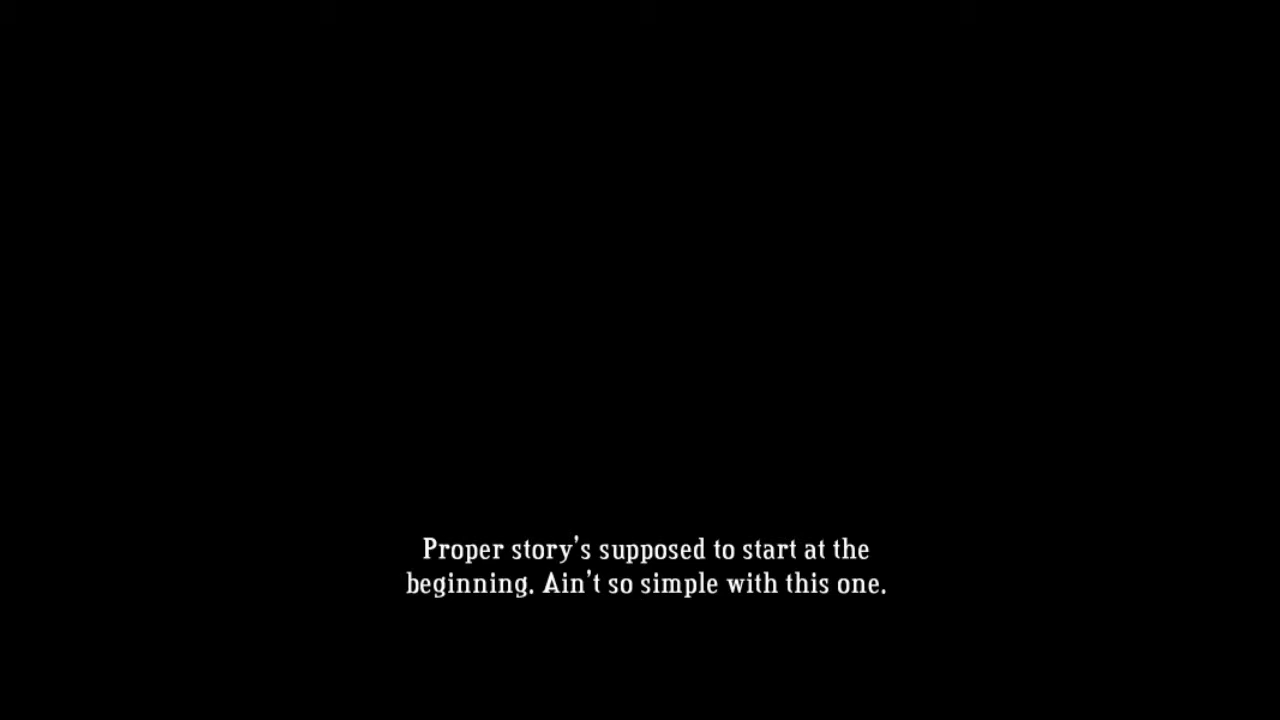 Proper story's supposed to start at the
beginning. Ain't so simple with this one.